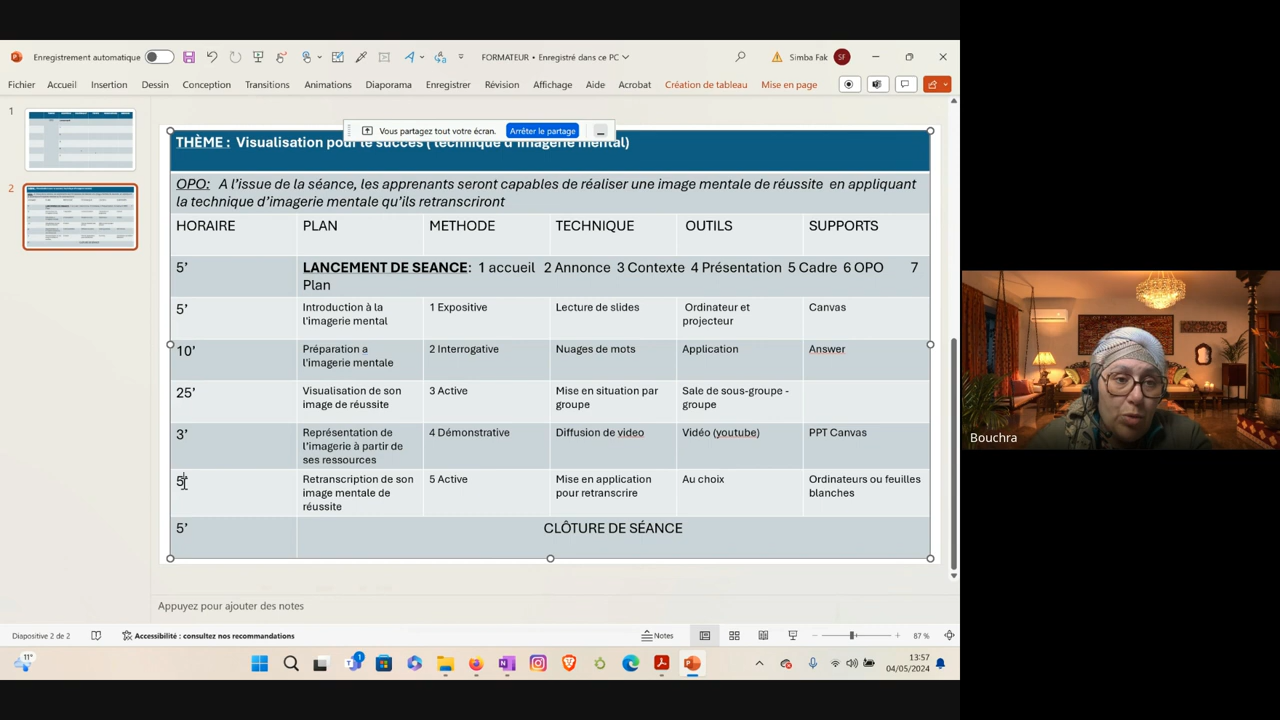 Enregistrement automatique
FORMATEUR • Enregistré dans ce PC
Simba Fak
SF
Fichier Accueil Insertion Dessin Conception Transitions Animations Diaporama Enregistrer Révision Affichage Aide Acrobat Création de tableau Mise en page
1
2
Vous partagez tout votre écran. Arrêter le partage
THÈME : Visualisation pour le succès ( technique d'imagerie mental)
OPO: A l'issue de la séance, les apprenants seront capables de réaliser une image mentale de réussite en appliquant
la technique d'imagerie mentale qu'ils retranscriront
HORAIRE PLAN METHODE TECHNIQUE OUTILS SUPPORTS
5' LANCEMENT DE SEANCE: 1 accueil 2 Annonce 3 Contexte 4 Présentation 5 Cadre 6 OPO 7
Plan
5' Introduction à la 1 Expositive Lecture de slides Ordinateur et Canvas
l'imagerie mental projecteur
10' Préparation a 2 Interrogative Nuages de mots Application Answer
l'imagerie mentale
25' Visualisation de son 3 Active Mise en situation par Sale de sous-groupe -
image de réussite groupe groupe
3' Représentation de 4 Démonstrative Diffusion de video Vidéo (youtube) PPT Canvas
l'imagerie à partir de
ses ressources
5' Retranscription de son 5 Active Mise en application Au choix Ordinateurs ou feuilles
image mentale de pour retranscrire blanches
réussite
5' CLÔTURE DE SÉANCE
Appuyez pour ajouter des notes
Diapositive 2 de 2 Accessibilité : consultez nos recommandations Notes 87 %
11°
13:57
04/05/2024
Bouchra